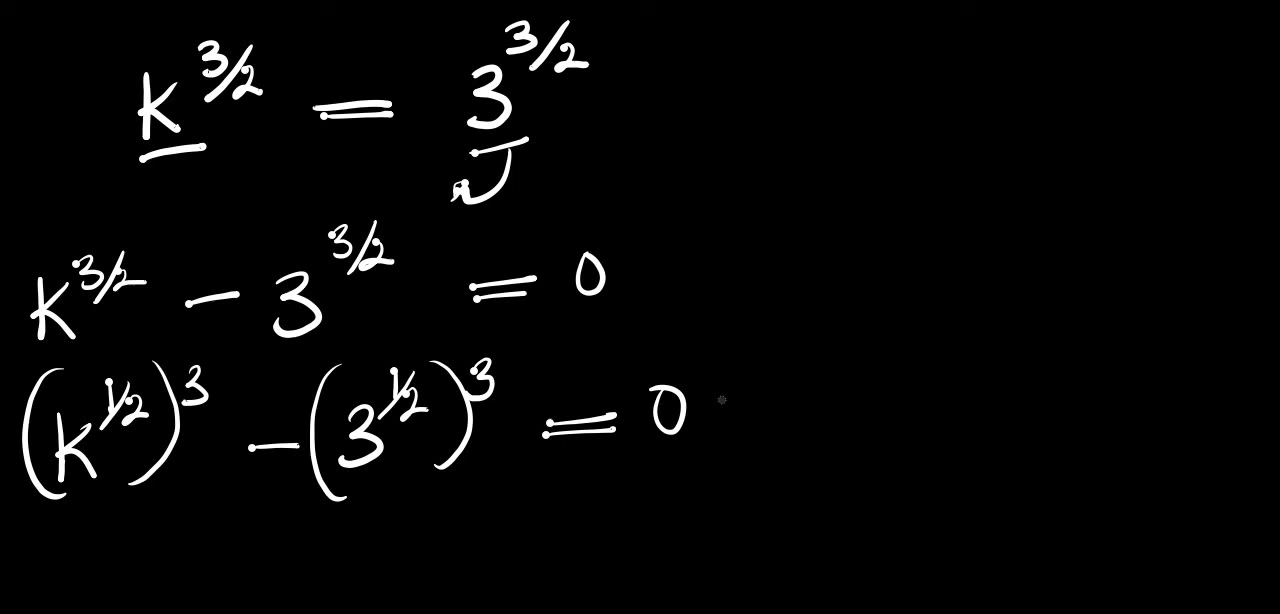 k^{3/2} = 3^{3/2}
k^{3/2} - 3^{3/2} = 0
(k^{1/2})^3 - (3^{1/2})^3 = 0